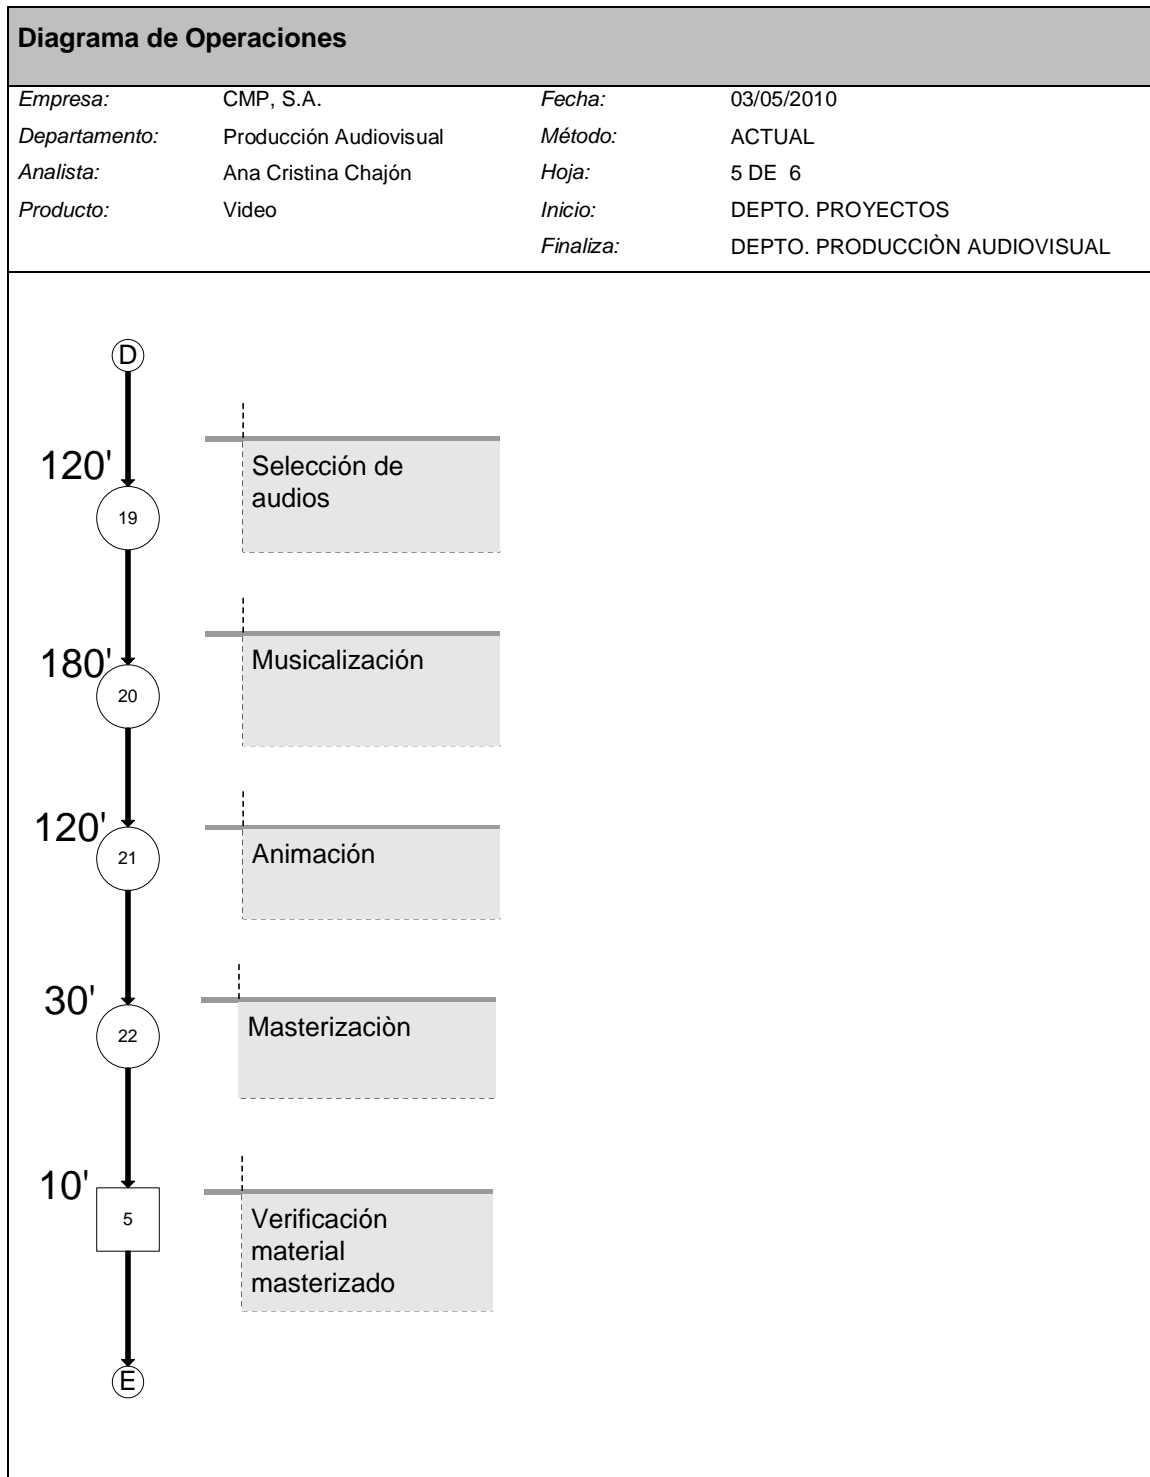 Diagrama de Operaciones
Empresa: CMP, S.A. Fecha: 03/05/2010
Departamento: Producción Audiovisual Método: ACTUAL
Analista: Ana Cristina Chajón Hoja: 5 DE 6
Producto: Video Inicio: DEPTO. PROYECTOS
Finaliza: DEPTO. PRODUCCIÒN AUDIOVISUAL
D
120'
Selección de
audios
19
180'
Musicalización
20
120'
Animación
21
30'
Masterizaciòn
22
10'
Verificación
material
masterizado
5
E